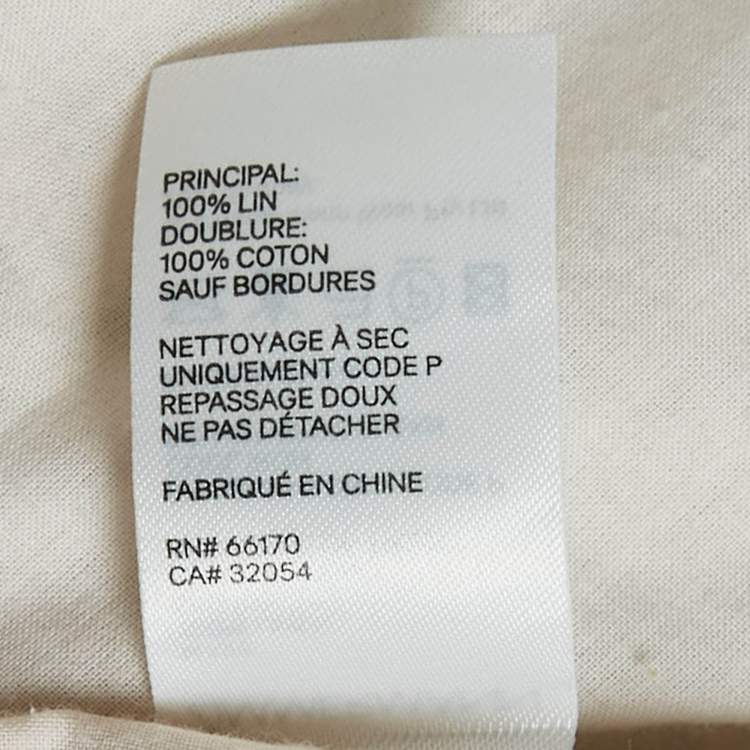 PRINCIPAL:
100% LIN
DOUBLURE:
100% COTON
SAUF BORDURES
NETTOYAGE À SEC
UNIQUEMENT CODE P
REPASSAGE DOUX
NE PAS DÉTACHER
FABRIQUÉ EN CHINE
RN# 66170
CA# 32054